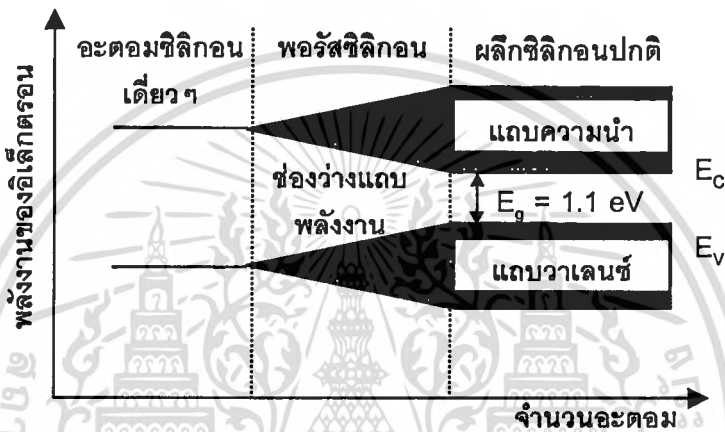 อะตอมซิลิกอน
เดี่ยวๆ
พอรัสซิลิกอน
ผลึกซิลิกอนปกติ
พลังงานของอิเล็กตรอน
แถบความนำ
E_C
ช่องว่างแถบ
พลังงาน
E_g = 1.1 eV
E_V
แถบวาเลนซ์
จำนวนอะตอม